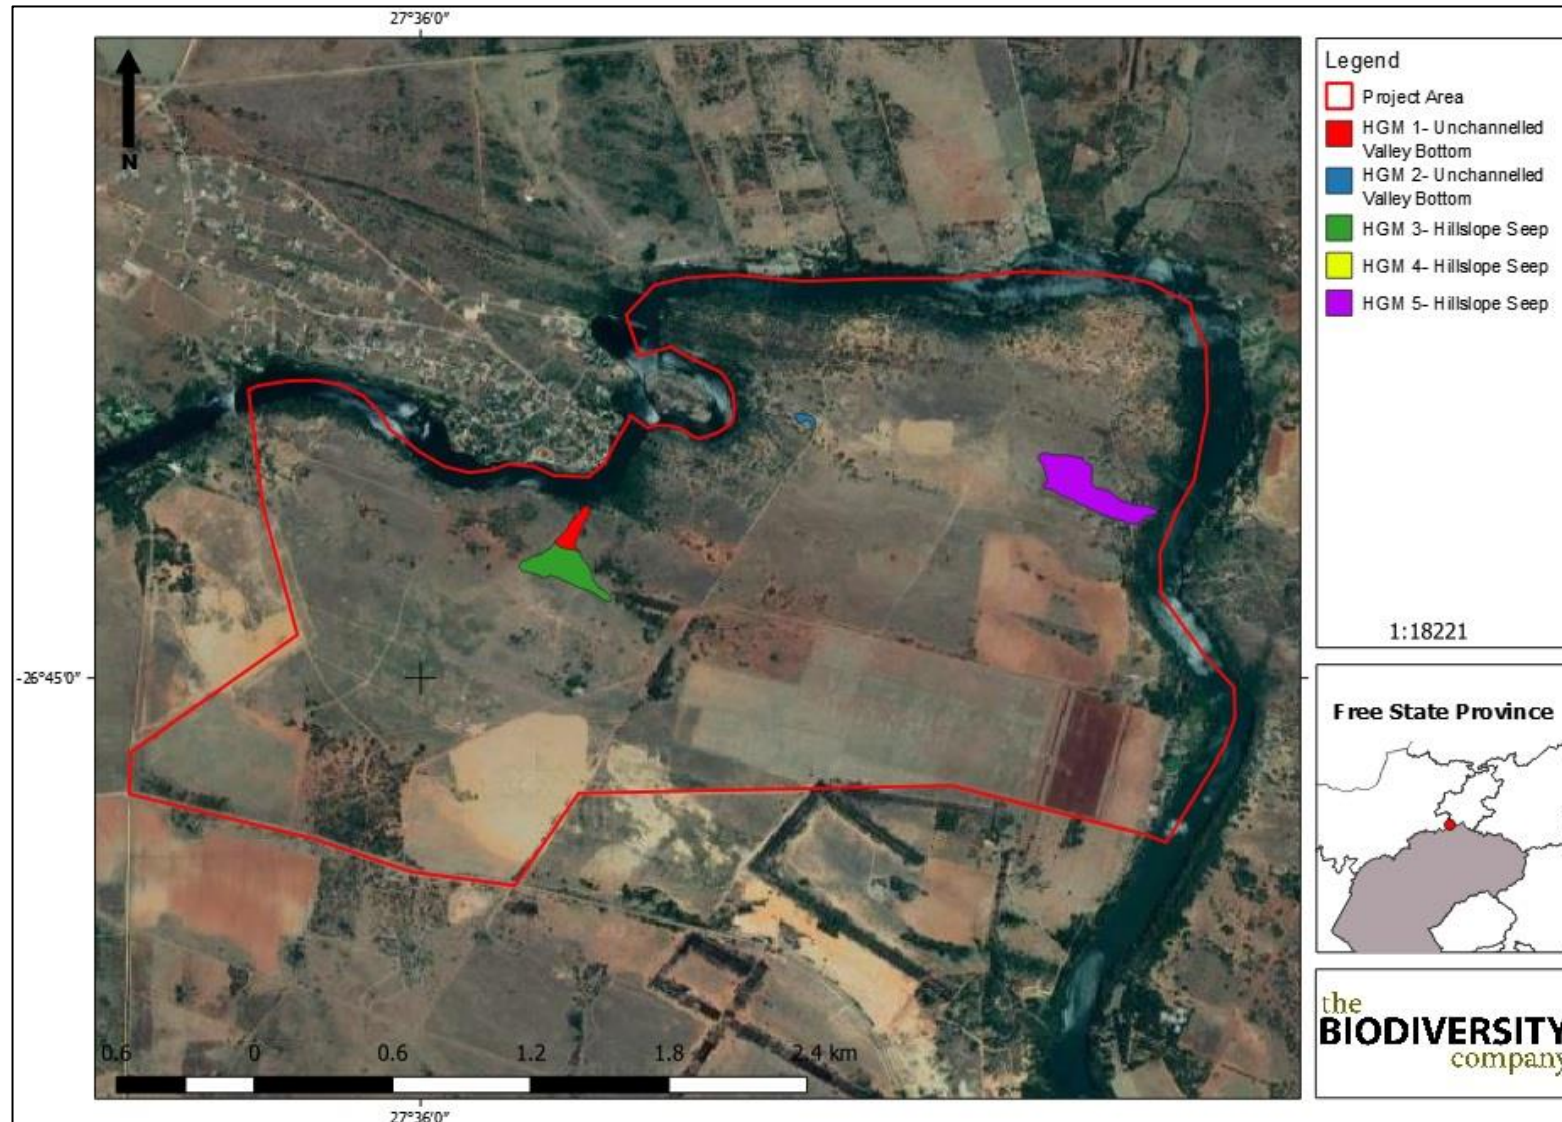 27°36'0"
N
-26°45'0"
0.6 0 0.6 1.2 1.8 2.4 km
27°36'0"
Legend
Project Area
HGM 1- Unchannelled
Valley Bottom
HGM 2- Unchannelled
Valley Bottom
HGM 3- Hillslope Seep
HGM 4- Hillslope Seep
HGM 5- Hillslope Seep
1:18221
Free State Province
the
BIODIVERSITY
company